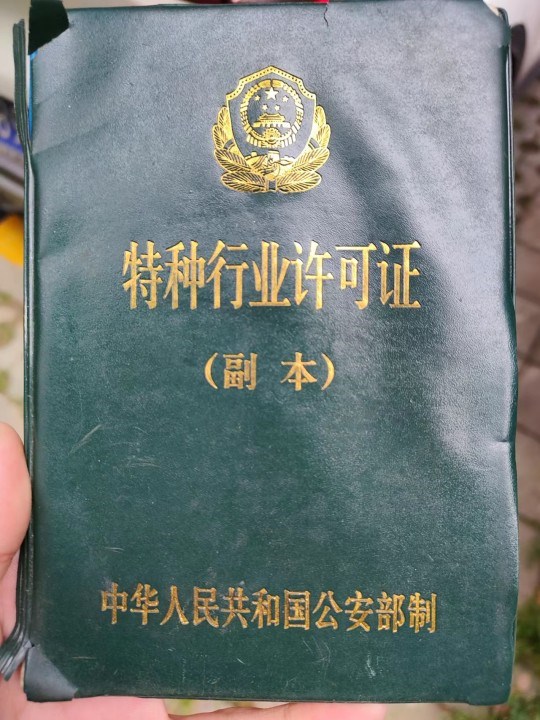 特种行业许可证
(副 本)
中华人民共和国公安部制